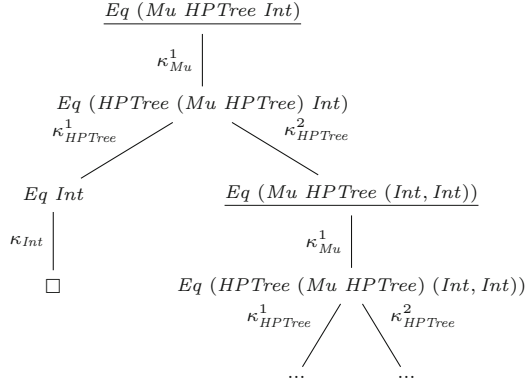 Eq (Mu HPTree Int)
κ¹_Mu
Eq (HPTree (Mu HPTree) Int)
κ¹_HPTree κ²_HPTree
Eq Int Eq (Mu HPTree (Int, Int))
κ_Int κ¹_Mu
□ Eq (HPTree (Mu HPTree) (Int, Int))
κ¹_HPTree κ²_HPTree
... ...